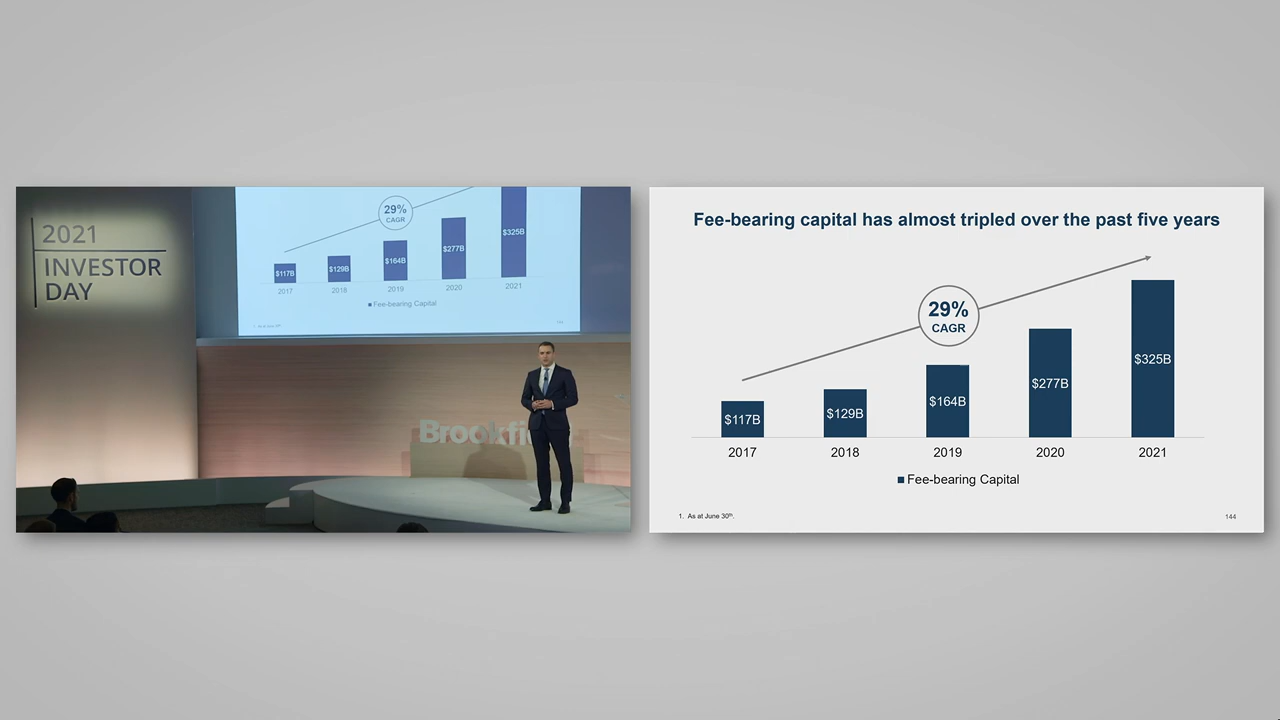 2021
INVESTOR
DAY
29%
CAGR
$117B
$129B
$164B
$277B
$325B
2017
2018
2019
2020
2021
Fee-bearing Capital
Fee-bearing capital has almost tripled over the past five years
29%
CAGR
$117B
$129B
$164B
$277B
$325B
2017
2018
2019
2020
2021
Fee-bearing Capital
1. As at June 30th.
144